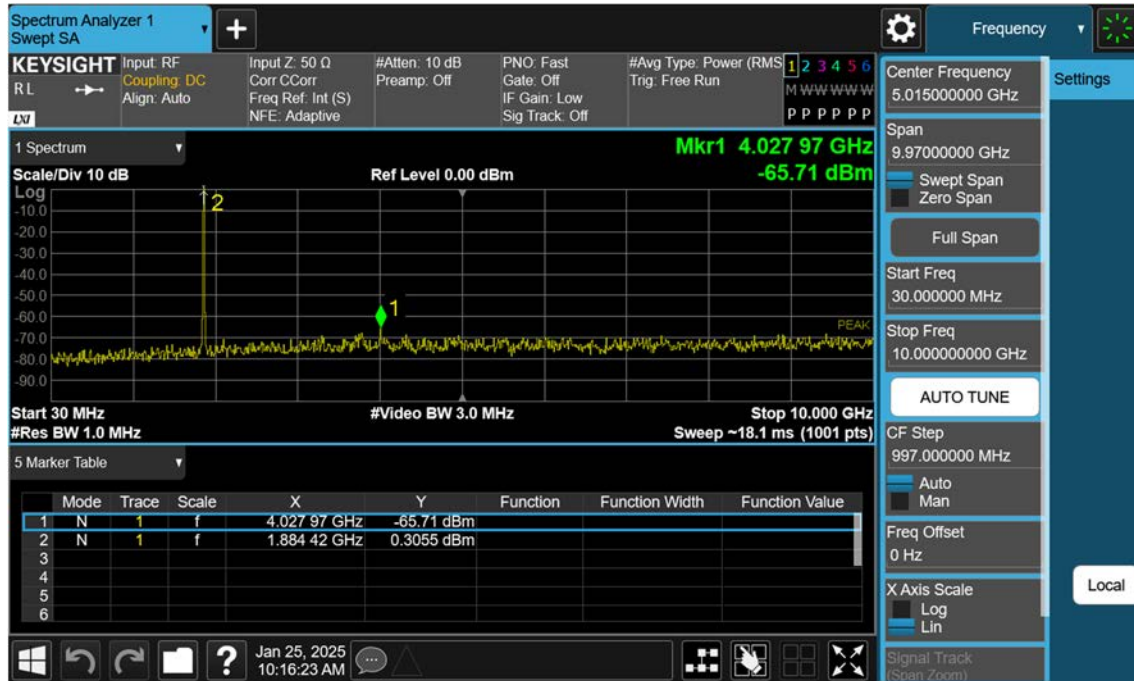 Spectrum Analyzer 1
Swept SA
Frequency
KEYSIGHT
RL
LXI
Input: RF
Coupling: DC
Align: Auto
Input Z: 50 Ω
Corr CCorr
Freq Ref: Int (S)
NFE: Adaptive
#Atten: 10 dB
Preamp: Off
PNO: Fast
Gate: Off
IF Gain: Low
Sig Track: Off
#Avg Type: Power (RMS
Trig: Free Run
1 2 3 4 5 6
M W W W W W
P P P P P P
1 Spectrum
Mkr1 4.027 97 GHz
-65.71 dBm
Scale/Div 10 dB
Ref Level 0.00 dBm
Log
-10.0
-20.0
-30.0
-40.0
-50.0
-60.0
-70.0
-80.0
-90.0
2
1
PEAK
Start 30 MHz
#Video BW 3.0 MHz
Stop 10.000 GHz
#Res BW 1.0 MHz
Sweep ~18.1 ms (1001 pts)
5 Marker Table
Mode Trace Scale X Y Function Function Width Function Value
1 N 1 f 4.027 97 GHz -65.71 dBm
2 N 1 f 1.884 42 GHz 0.3055 dBm
3
4
5
6
Jan 25, 2025
10:16:23 AM
Center Frequency
5.015000000 GHz
Span
9.97000000 GHz
Swept Span
Zero Span
Full Span
Start Freq
30.000000 MHz
Stop Freq
10.000000000 GHz
AUTO TUNE
CF Step
997.000000 MHz
Auto
Man
Freq Offset
0 Hz
X Axis Scale
Log
Lin
Signal Track
(Span Zoom)
Settings
Local